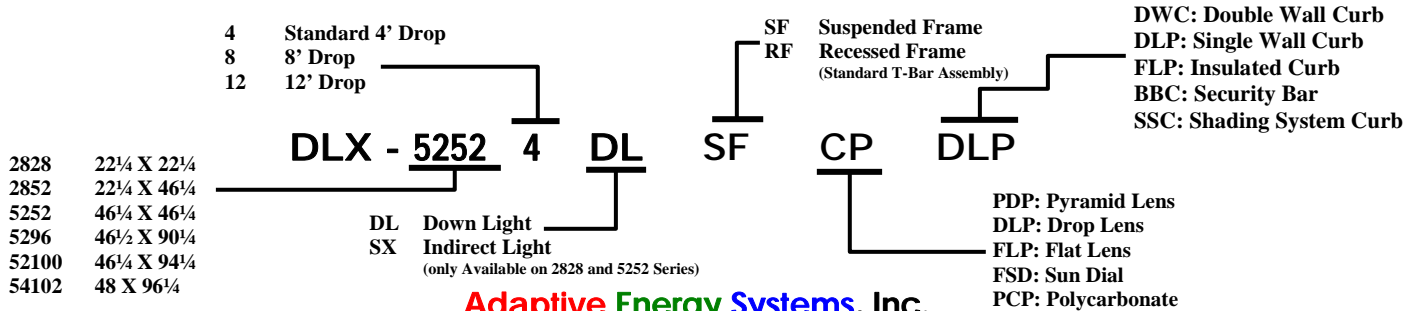 4 Standard 4’ Drop
8 8’ Drop
12 12’ Drop
SF Suspended Frame
RF Recessed Frame
(Standard T-Bar Assembly)
DWC: Double Wall Curb
DLP: Single Wall Curb
FLP: Insulated Curb
BBC: Security Bar
SSC: Shading System Curb
DLX - 5252 4 DL SF CP DLP
2828 22¼ X 22¼
2852 22¼ X 46¼
5252 46¼ X 46¼
5296 46½ X 90¼
52100 46¼ X 94¼
54102 48 X 96¼
DL Down Light
SX Indirect Light
(only Available on 2828 and 5252 Series)
PDP: Pyramid Lens
DLP: Drop Lens
FLP: Flat Lens
FSD: Sun Dial
PCP: Polycarbonate
Adaptive Energy Systems, Inc.